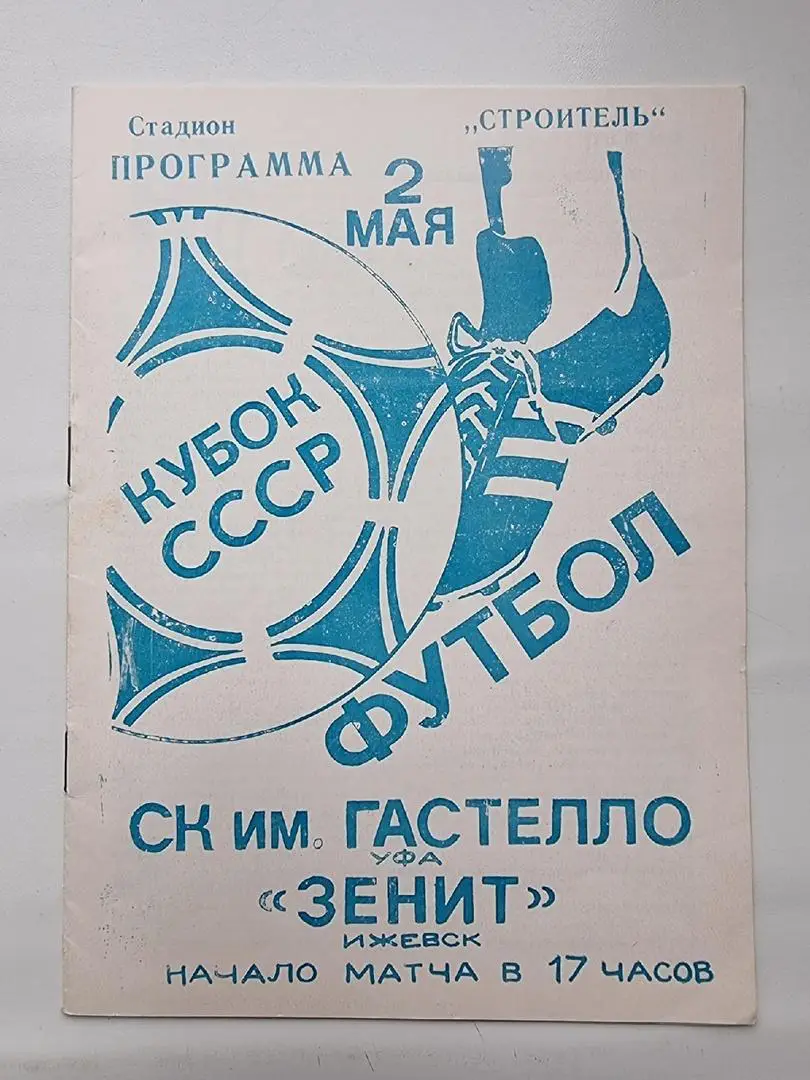 Стадион „СТРОИТЕЛЬ“
ПРОГРАММА
2
МАЯ
КУБОК
СССР
ФУТБОЛ
СК ИМ. ГАСТЕЛЛО
УФА
«ЗЕНИТ»
ИЖЕВСК
НАЧАЛО МАТЧА В 17 ЧАСОВ